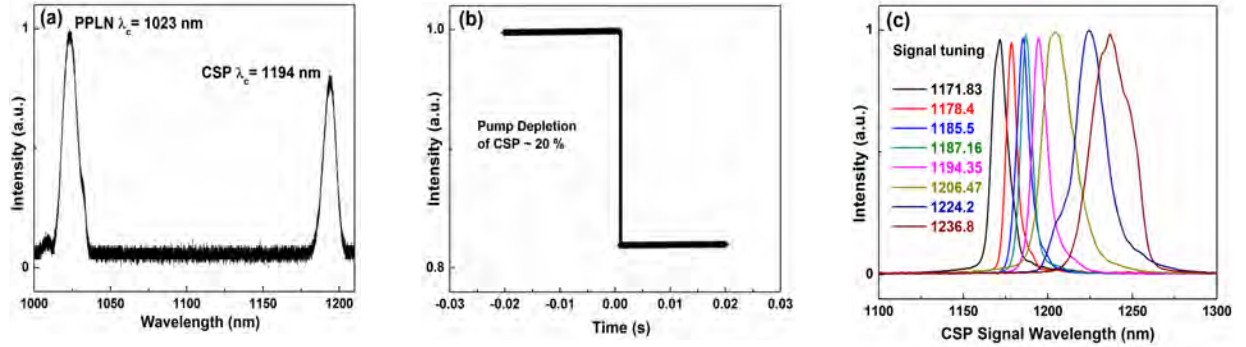 (a)
PPLN λc= 1023 nm
CSP λc= 1194 nm
Intensity (a.u.)
1
0
1000 1050 1100 1150 1200
Wavelength (nm)
(b)
Intensity (a.u.)
1.0
0.8
Pump Depletion
of CSP ~ 20 %
-0.03 -0.02 -0.01 0.00 0.01 0.02 0.03
Time (s)
(c)
Signal tuning
1171.83
1178.4
1185.5
1187.16
1194.35
1206.47
1224.2
1236.8
Intensity (a.u.)
1
0
1100 1150 1200 1250 1300
CSP Signal Wavelength (nm)